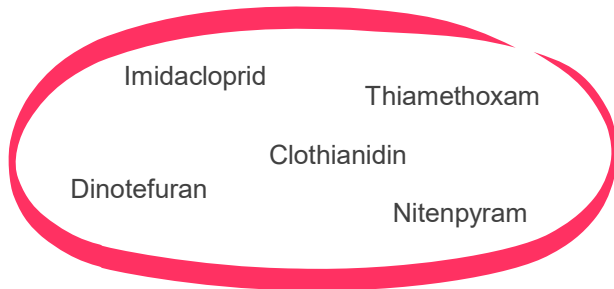 Imidacloprid
Thiamethoxam
Clothianidin
Dinotefuran
Nitenpyram